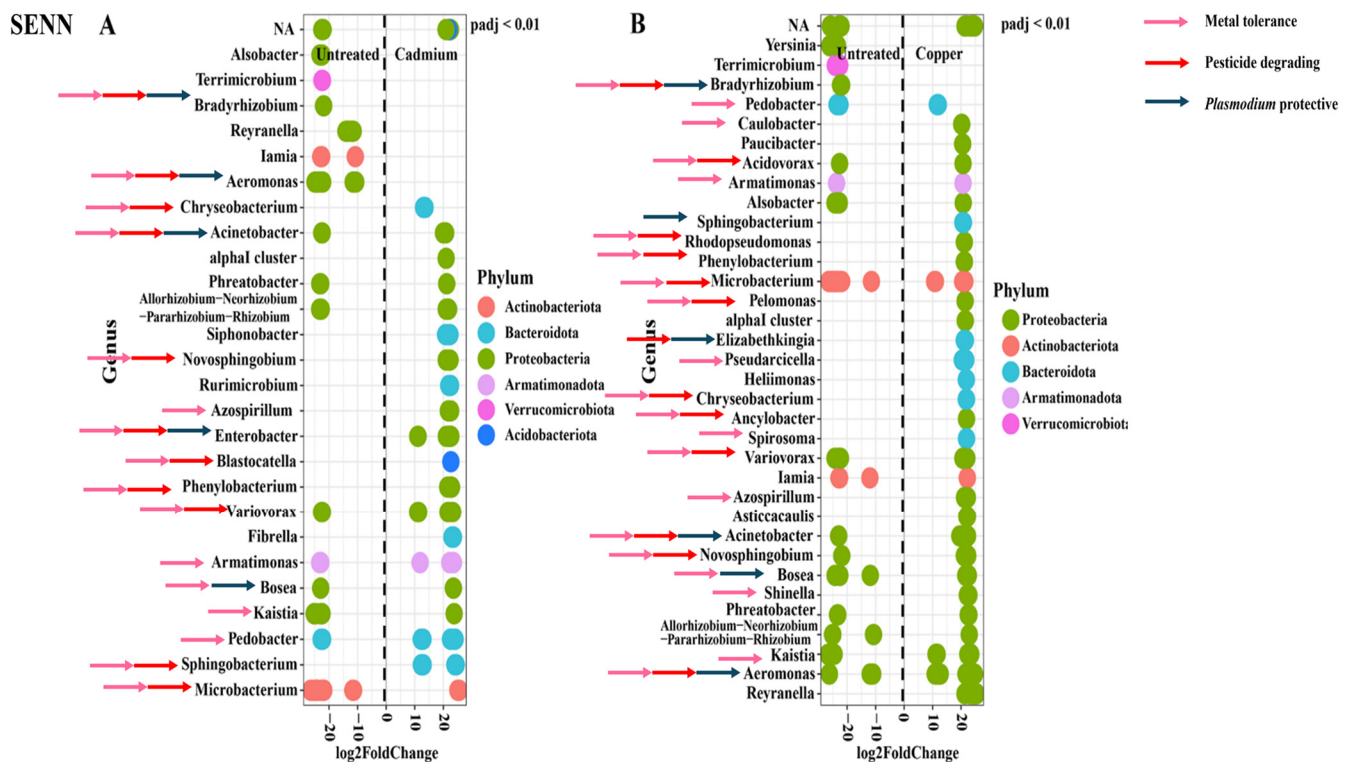 SENN
A
padj < 0.01
Untreated
Cadmium
NA
Alsobacter
Terrimicrobium
Bradyrhizobium
Reyranella
Iamia
Aeromonas
Chryseobacterium
Acinetobacter
alphaI cluster
Phreatobacter
Allorhizobium−Neorhizobium
−Pararhizobium−Rhizobium
Siphonobacter
Novosphingobium
Rurimicrobium
Azospirillum
Enterobacter
Blastocatella
Phenylobacterium
Variovorax
Fibrella
Armatimonas
Bosea
Kaistia
Pedobacter
Sphingobacterium
Microbacterium
Genus
−20
−10
0
10
20
log2FoldChange
Phylum
Actinobacteriota
Bacteroidota
Proteobacteria
Armatimonadota
Verrucomicrobiota
Acidobacteriota
B
padj < 0.01
Untreated
Copper
NA
Yersinia
Terrimicrobium
Bradyrhizobium
Pedobacter
Caulobacter
Paucibacter
Acidovorax
Armatimonas
Alsobacter
Sphingobacterium
Rhodopseudomonas
Phenylobacterium
Microbacterium
Pelomonas
alphaI cluster
Elizabethkingia
Pseudarcicella
Heliimonas
Chryseobacterium
Ancylobacter
Spirosoma
Variovorax
Iamia
Azospirillum
Asticcacaulis
Acinetobacter
Novosphingobium
Bosea
Shinella
Phreatobacter
Allorhizobium−Neorhizobium
−Pararhizobium−Rhizobium
Kaistia
Aeromonas
Reyranella
Genus
−20
−10
0
10
20
log2FoldChange
Phylum
Proteobacteria
Actinobacteriota
Bacteroidota
Armatimonadota
Verrucomicrobiota
Metal tolerance
Pesticide degrading
Plasmodium protective